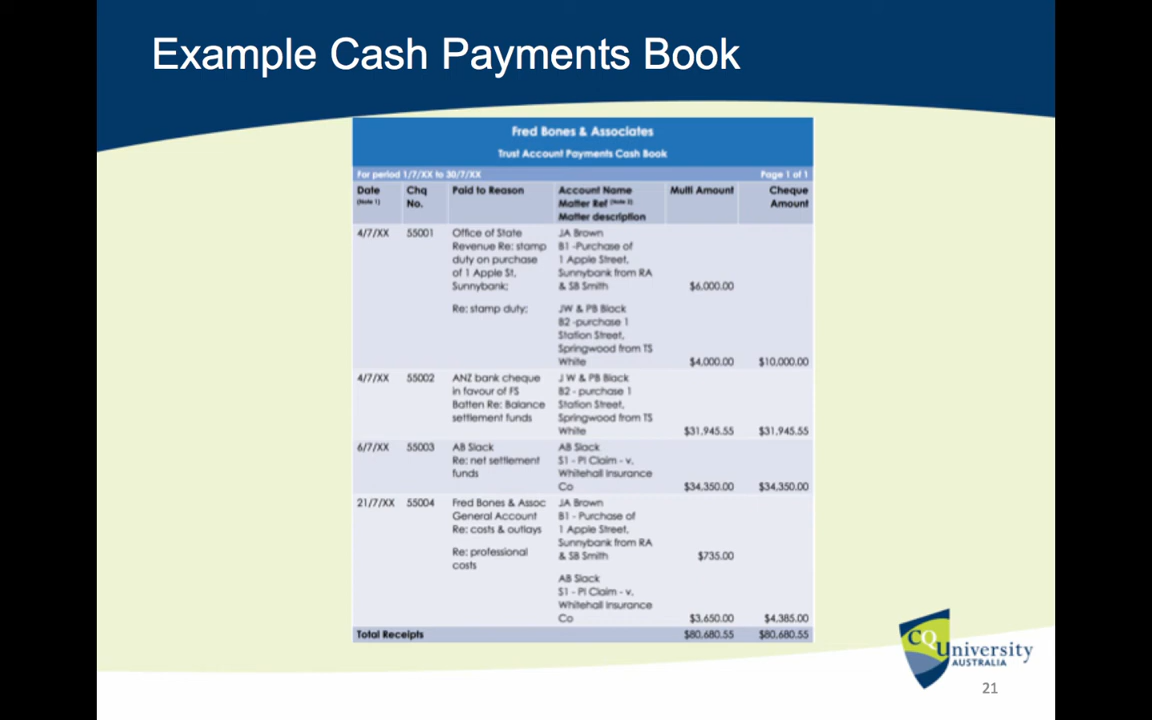 Example Cash Payments Book
Fred Bones & Associates
Trust Account Payments Cash Book
For period 1/7/XX to 30/7/XX Page 1 of 1
Date Chq Paid to Reason Account Name Multi Amount Cheque
(Note 1) No. Matter Ref (Note 2) Amount
Matter description
4/7/XX 55001 Office of State JA Brown
Revenue Re: stamp B1 -Purchase of
duty on purchase 1 Apple Street,
of 1 Apple St, Sunnybank from RA
Sunnybank; & SB Smith $6,000.00
Re: stamp duty; JW & PB Black
B2 -purchase 1
Station Street,
Springwood from TS
White $4,000.00 $10,000.00
4/7/XX 55002 ANZ bank cheque J W & PB Black
in favour of FS B2 - purchase 1
Batten Re: Balance Station Street,
settlement funds Springwood from TS
White $31,945.55 $31,945.55
6/7/XX 55003 AB Slack AB Slack
Re: net settlement S1 - PI Claim - v.
funds Whitehall Insurance
Co $34,350.00 $34,350.00
21/7/XX 55004 Fred Bones & Assoc JA Brown
General Account B1 - Purchase of
Re: costs & outlays 1 Apple Street,
Sunnybank from RA
Re: professional & SB Smith $735.00
costs
AB Slack
S1 - PI Claim - v.
Whitehall Insurance
Co $3,650.00 $4,385.00
Total Receipts $80,680.55 $80,680.55
CQUniversity
AUSTRALIA
21